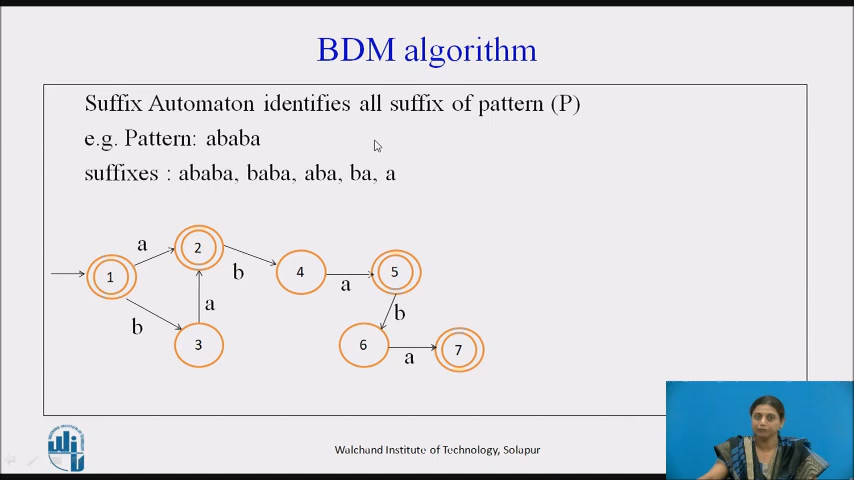 BDM algorithm
Suffix Automaton identifies all suffix of pattern (P)
e.g. Pattern: ababa
suffixes : ababa, baba, aba, ba, a
a
2
b
4
5
1
a
a
b
b
3
6
a
7
Walchand Institute of Technology, Solapur